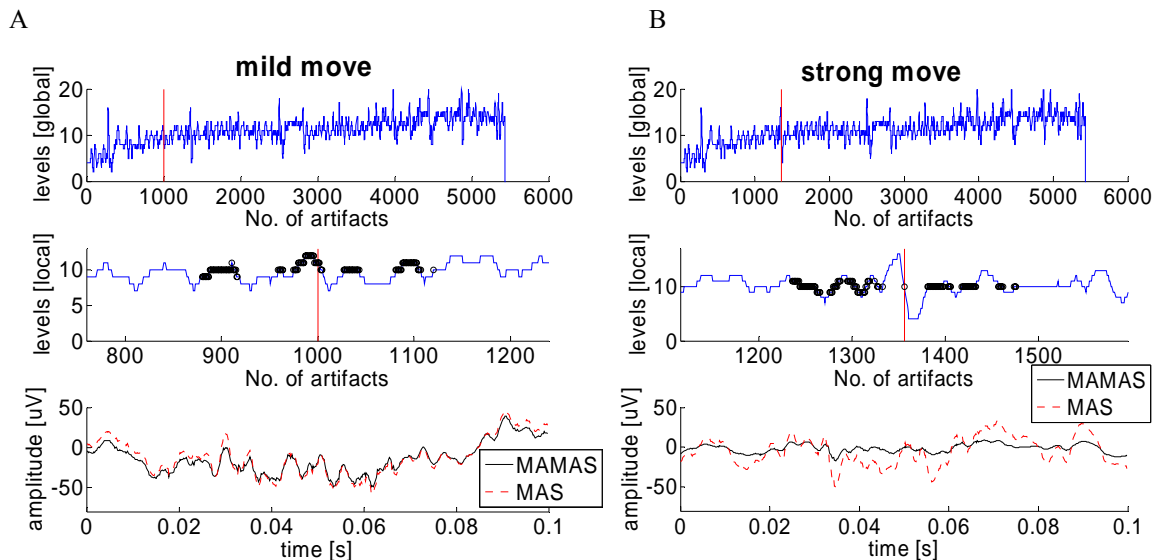 A
B
mild move
levels [global]
20
10
0
0 1000 2000 3000 4000 5000 6000
No. of artifacts
levels [local]
10
5
0
800 900 1000 1100 1200
No. of artifacts
amplitude [uV]
50
0
-50
MAMAS
MAS
0 0.02 0.04 0.06 0.08 0.1
time [s]
strong move
levels [global]
20
10
0
0 1000 2000 3000 4000 5000 6000
No. of artifacts
levels [local]
10
0
1200 1300 1400 1500
No. of artifacts
amplitude [uV]
50
0
-50
MAMAS
MAS
0 0.02 0.04 0.06 0.08 0.1
time [s]